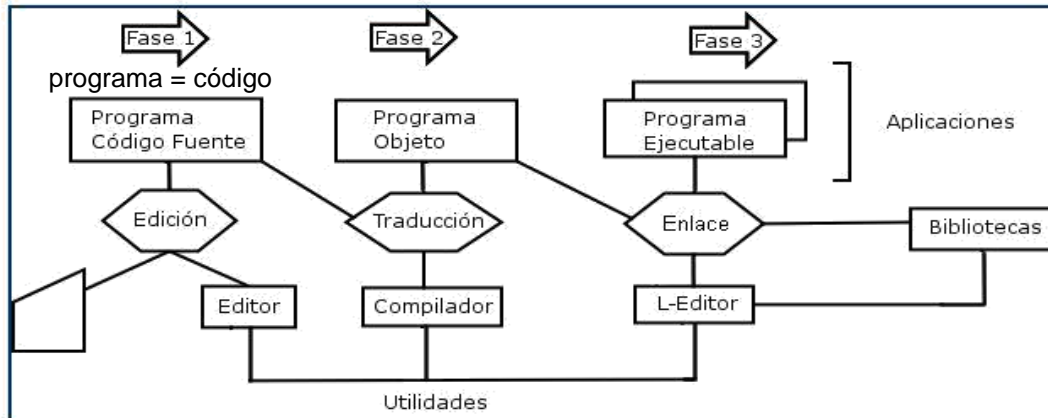 Fase 1
Fase 2
Fase 3
programa = código
Programa
Código Fuente
Programa
Objeto
Programa
Ejecutable
Aplicaciones
Edición
Traducción
Enlace
Bibliotecas
Editor
Compilador
L-Editor
Utilidades